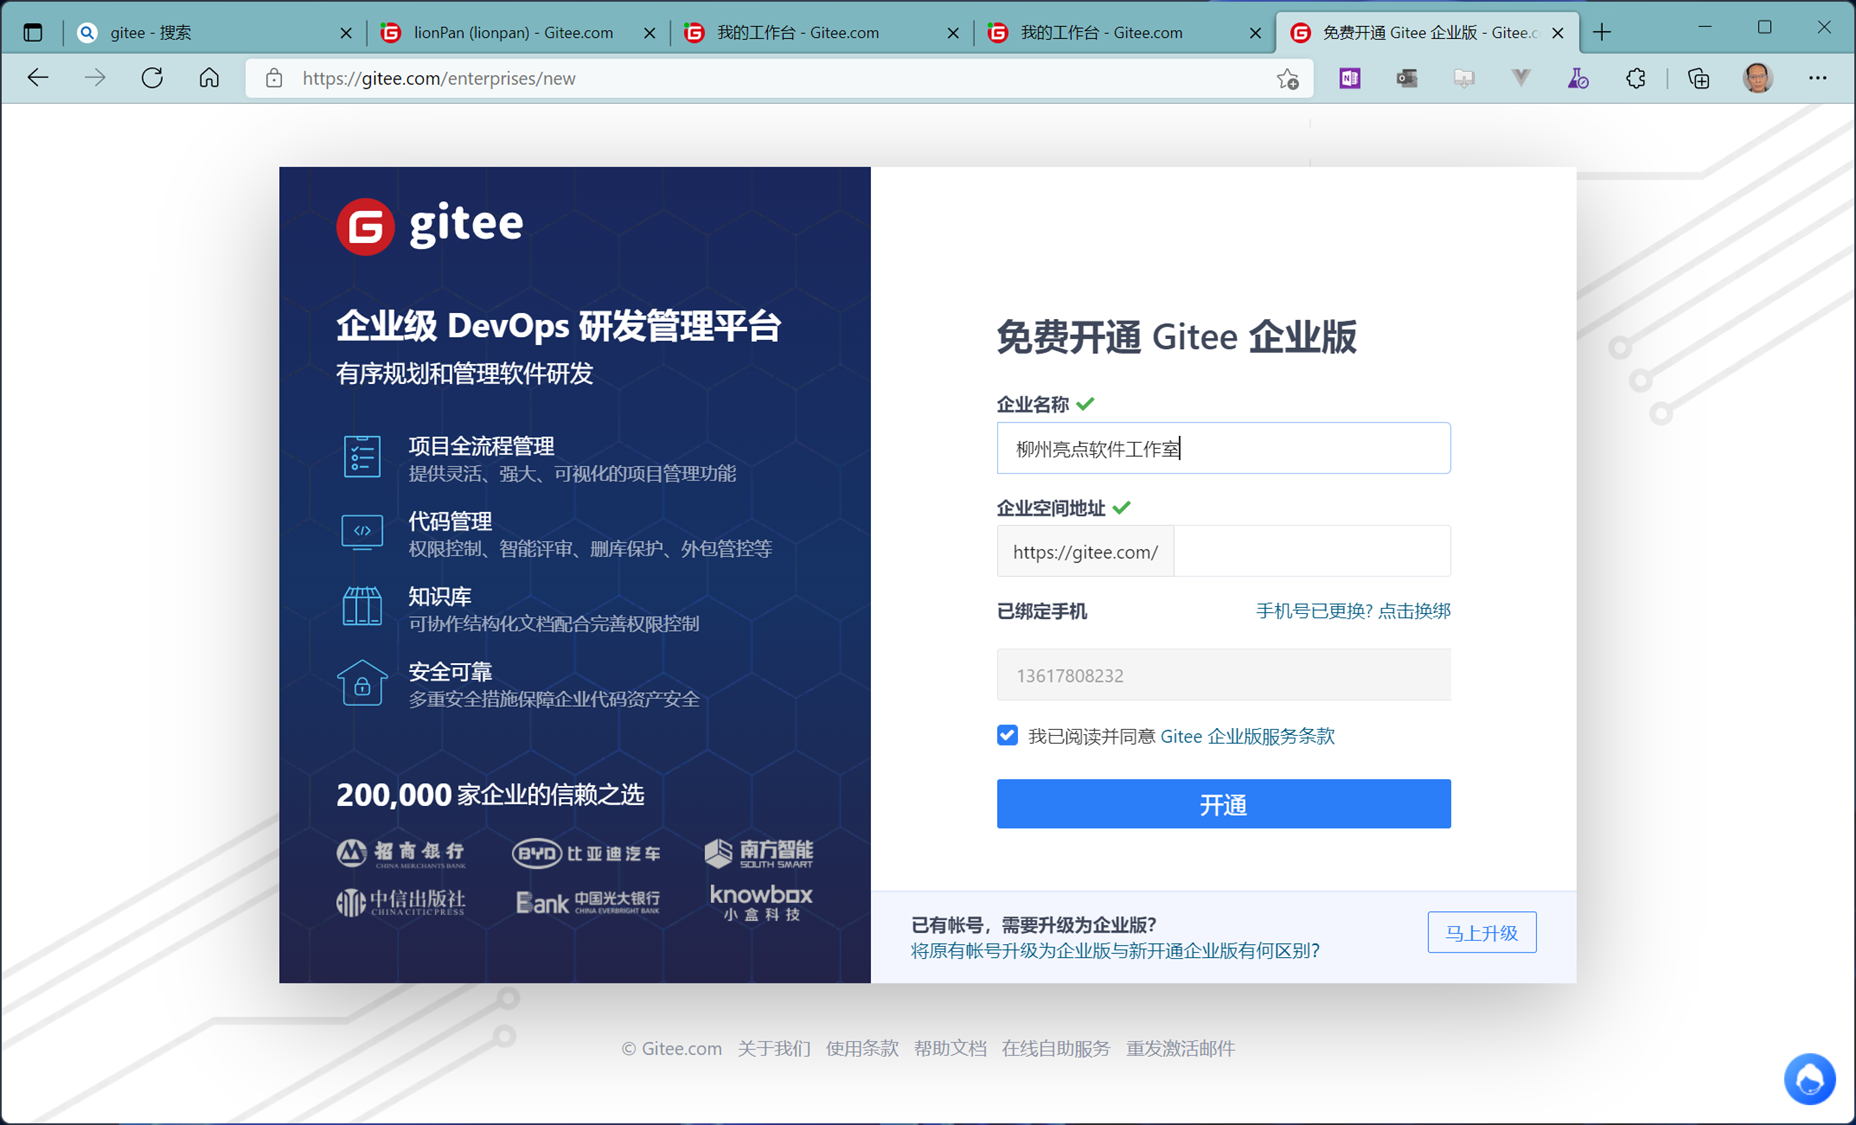 gitee - 搜索
lionPan (lionpan) - Gitee.com
我的工作台 - Gitee.com
我的工作台 - Gitee.com
免费开通 Gitee 企业版 - Gitee.c
https://gitee.com/enterprises/new
gitee
企业级 DevOps 研发管理平台
有序规划和管理软件研发
项目全流程管理
提供灵活、强大、可视化的项目管理功能
代码管理
权限控制、智能评审、删库保护、外包管控等
知识库
可协作结构化文档配合完善权限控制
安全可靠
多重安全措施保障企业代码资产安全
200,000 家企业的信赖之选
招商银行
CHINA MERCHANTS BANK
BYD 比亚迪汽车
南方智能
SOUTH SMART
中信出版社
CHINA CITIC PRESS
Bank 中国光大银行
CHINA EVERBRIGHT BANK
knowbox
小盒科技
免费开通 Gitee 企业版
企业名称
柳州亮点软件工作室
企业空间地址
https://gitee.com/
已绑定手机
手机号已更换? 点击换绑
13617808232
我已阅读并同意 Gitee 企业版服务条款
开通
已有帐号，需要升级为企业版?
将原有帐号升级为企业版与新开通企业版有何区别?
马上升级
© Gitee.com 关于我们 使用条款 帮助文档 在线自助服务 重发激活邮件